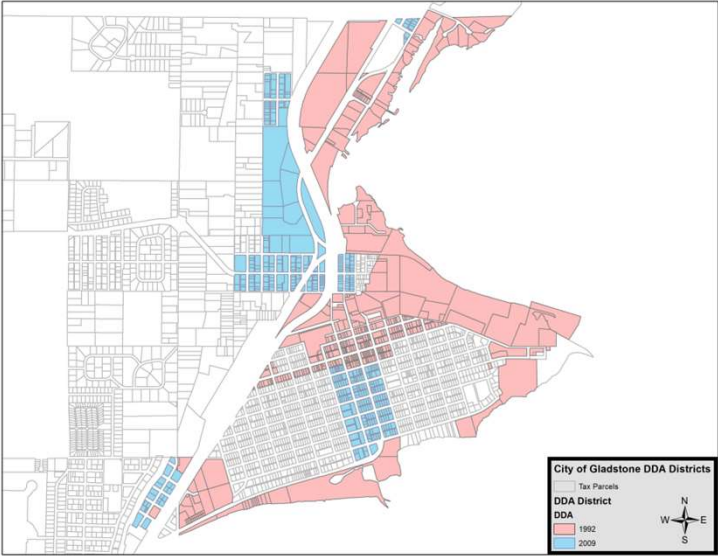 City of Gladstone DDA Districts
Tax Parcels
DDA District
DDA
1992
2009
N
W E
S